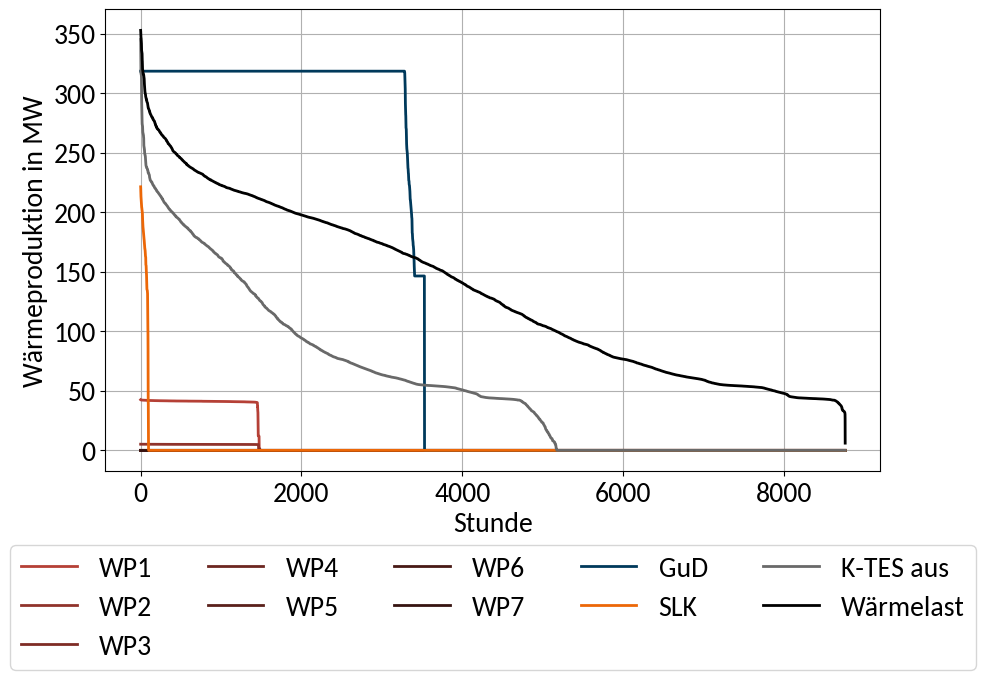 Wärmeproduktion in MW
350
300
250
200
150
100
50
0
0 2000 4000 6000 8000
Stunde
WP1 WP4 WP6 GuD K-TES aus
WP2 WP5 WP7 SLK Wärmelast
WP3